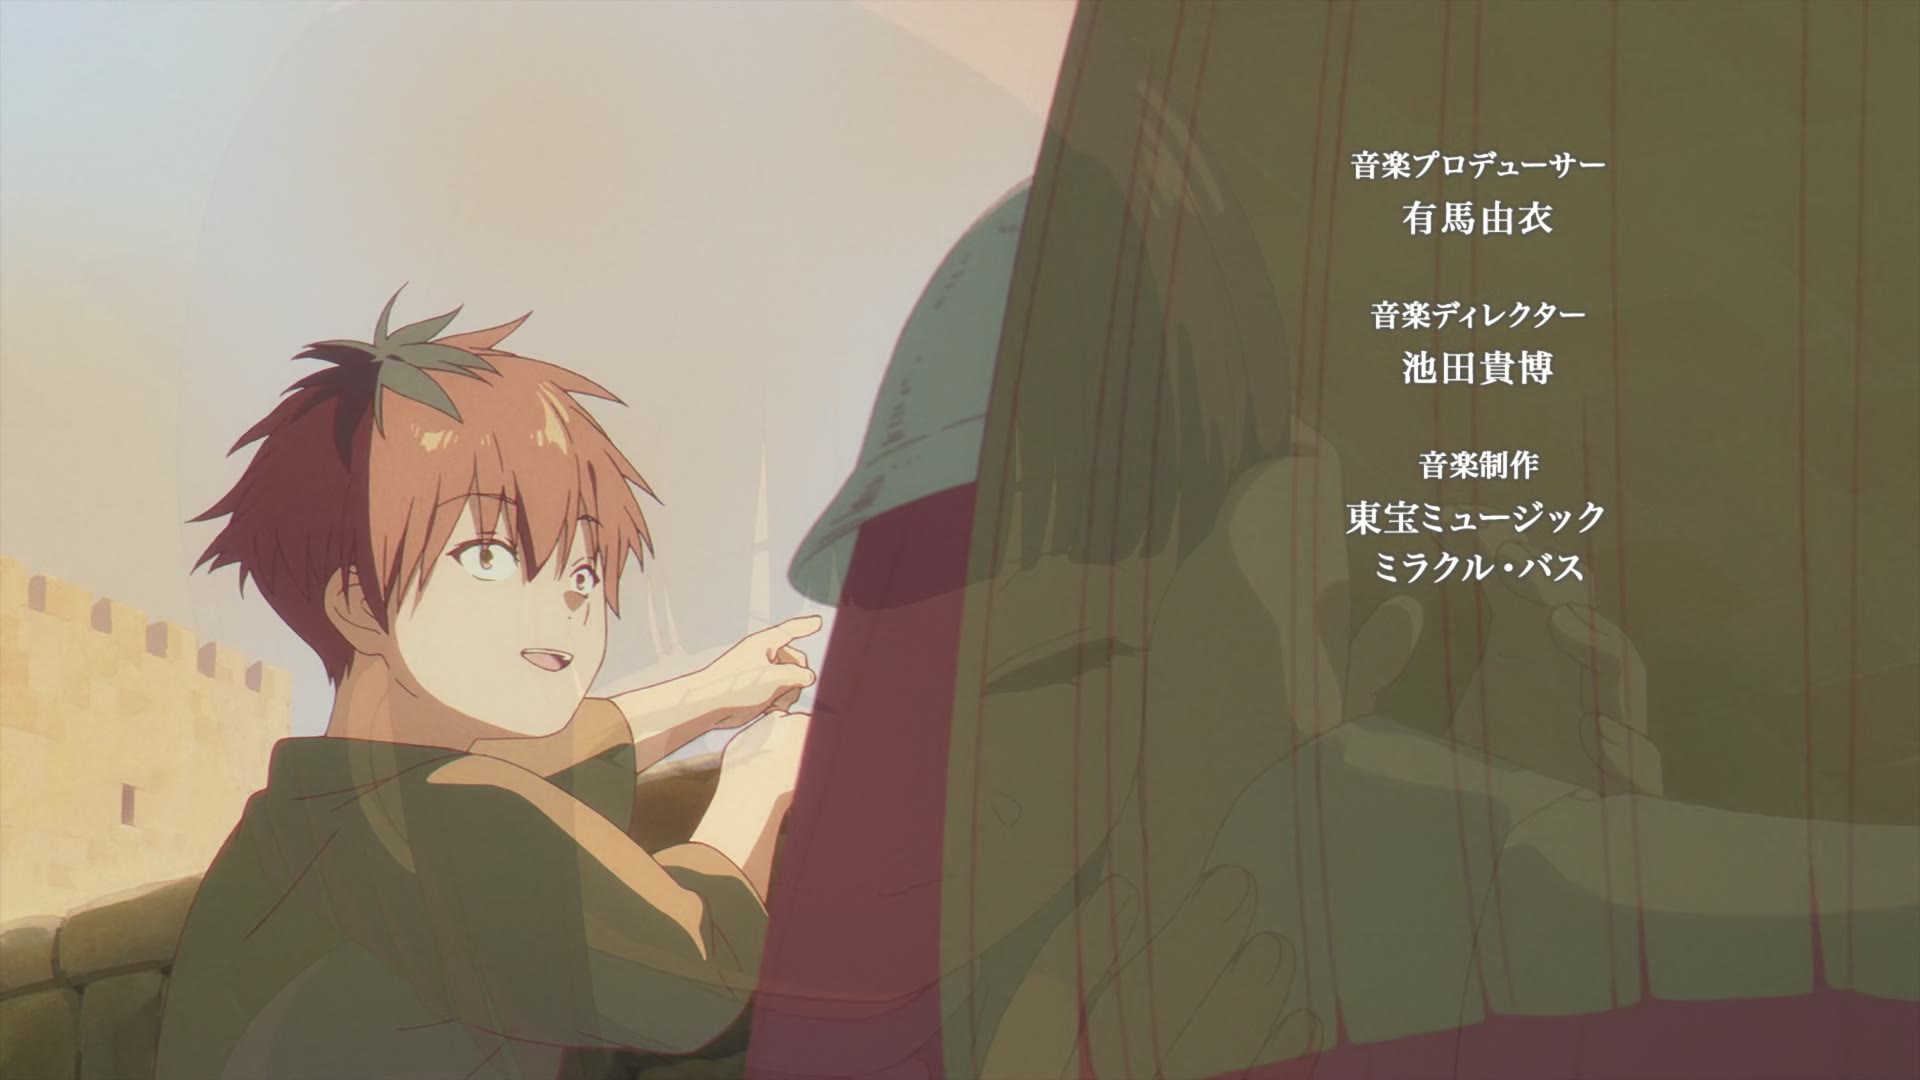 音楽プロデューサー
有馬由衣
音楽ディレクター
池田貴博
音楽制作
東宝ミュージック
ミラクル・バス